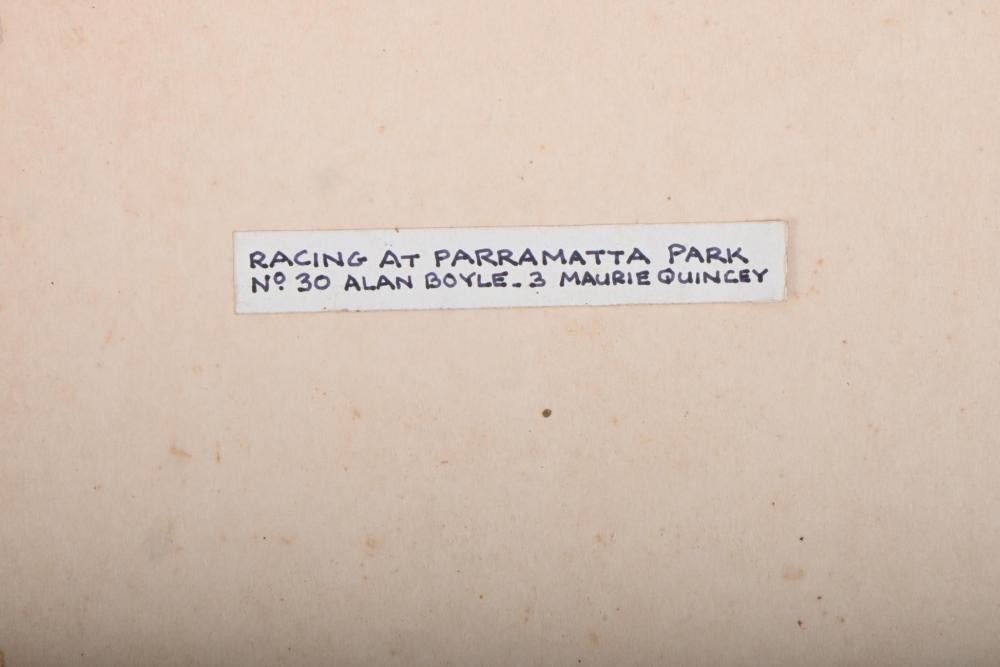 RACING AT PARRAMATTA PARK
Nº 30 ALAN BOYLE - 3 MAURIE QUINCEY